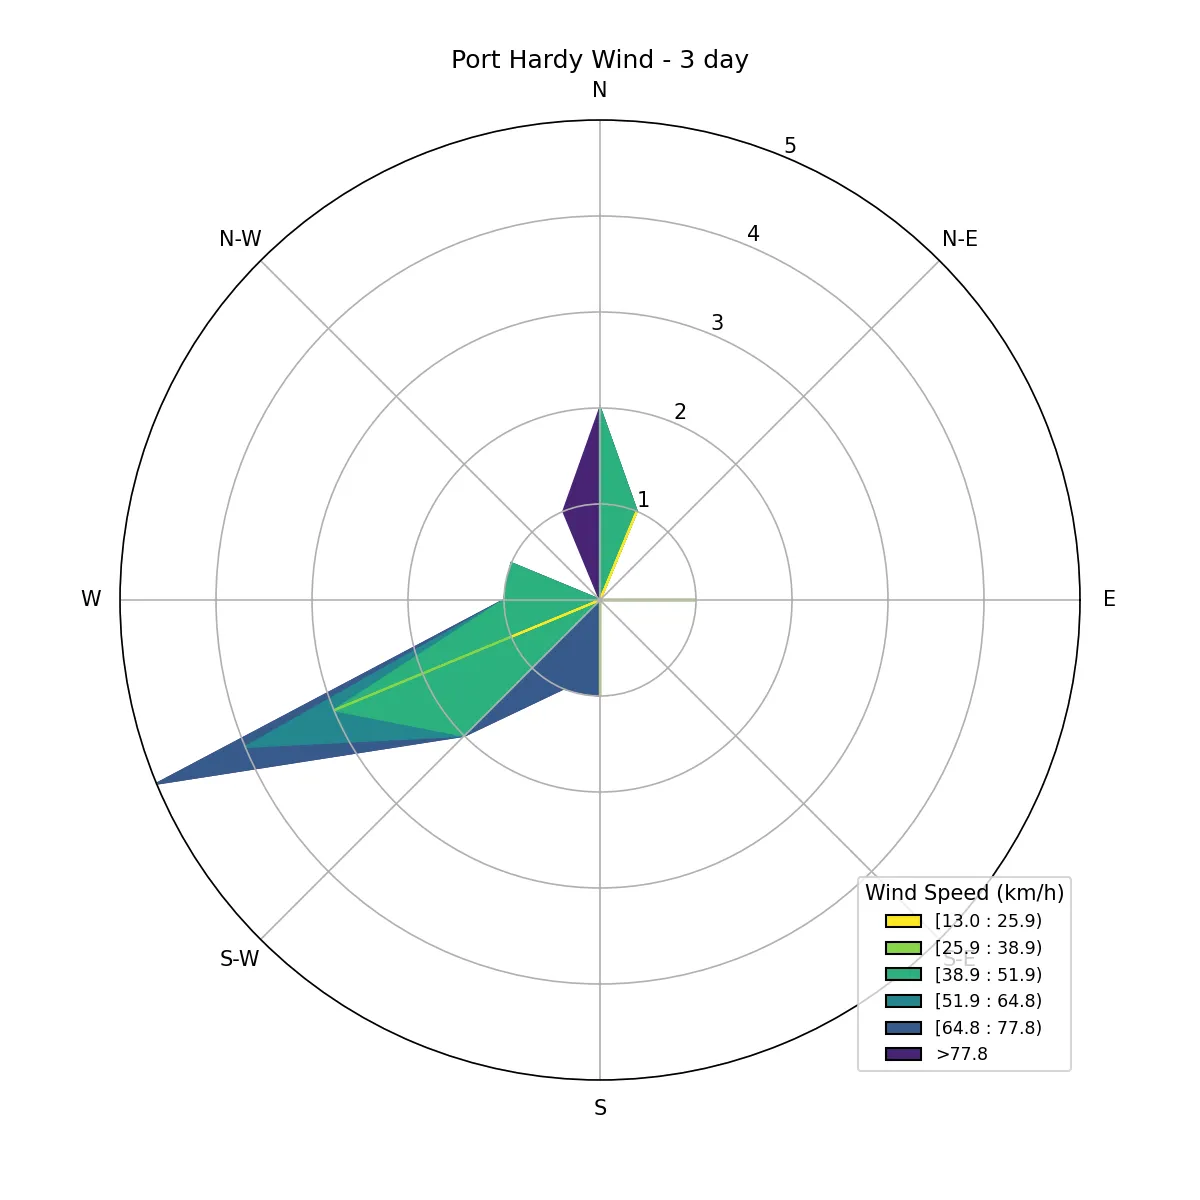 Port Hardy Wind - 3 day
N
5
N-W
4
N-E
3
2
1
W
E
Wind Speed (km/h)
[13.0 : 25.9)
[25.9 : 38.9)
S-W
S-E
[38.9 : 51.9)
[51.9 : 64.8)
[64.8 : 77.8)
>77.8
S